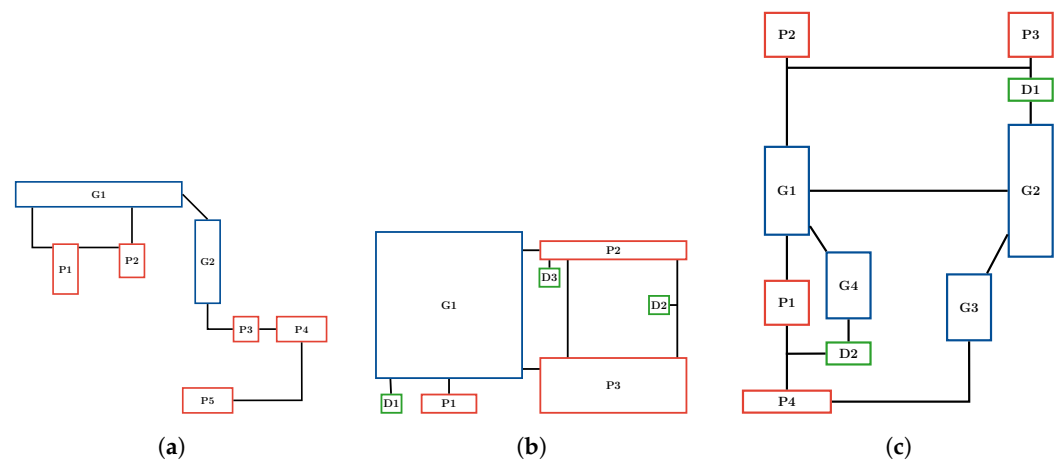 P2 P3
D1
G1 G2
P1
G4
G3
D2
P4
G1
P1
P2
G2
P3 P4
P5
P2
D3
G1
D2
P3
D1
P1
(a) (b) (c)